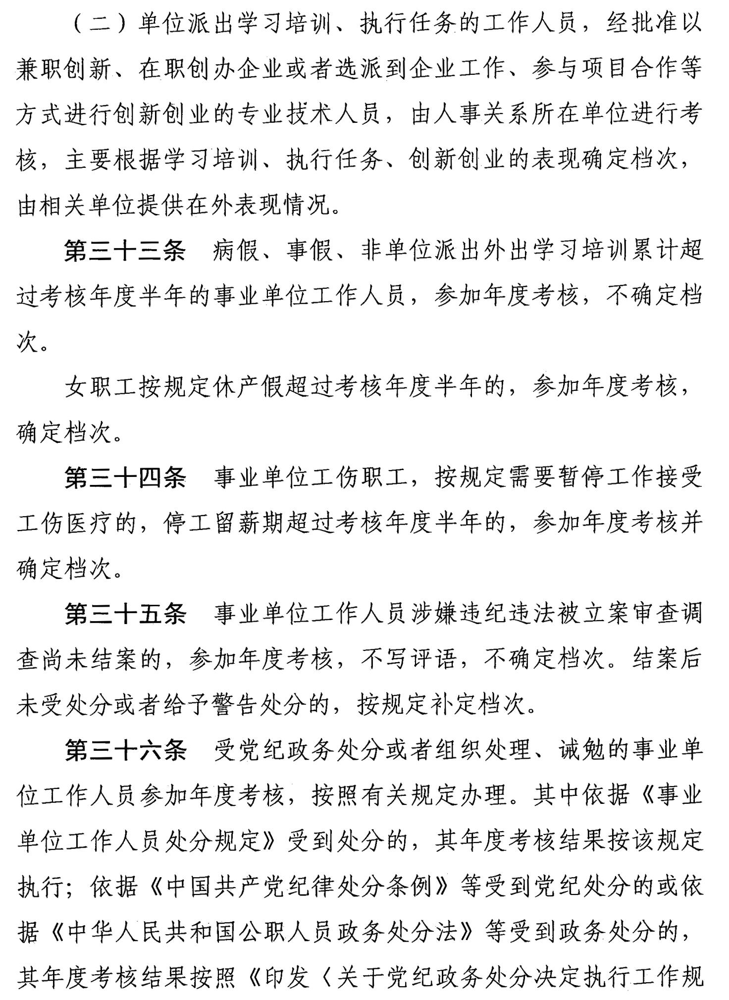 （二）单位派出学习培训、执行任务的工作人员，经批准以
兼职创新、在职创办企业或者选派到企业工作、参与项目合作等
方式进行创新创业的专业技术人员，由人事关系所在单位进行考
核，主要根据学习培训、执行任务、创新创业的表现确定档次，
由相关单位提供在外表现情况。
第三十三条　病假、事假、非单位派出外出学习培训累计超
过考核年度半年的事业单位工作人员，参加年度考核，不确定档
次。
女职工按规定休产假超过考核年度半年的，参加年度考核，
确定档次。
第三十四条　事业单位工伤职工，按规定需要暂停工作接受
工伤医疗的，停工留薪期超过考核年度半年的，参加年度考核并
确定档次。
第三十五条　事业单位工作人员涉嫌违纪违法被立案审查调
查尚未结案的，参加年度考核，不写评语，不确定档次。结案后
未受处分或者给予警告处分的，按规定补定档次。
第三十六条　受党纪政务处分或者组织处理、诫勉的事业单
位工作人员参加年度考核，按照有关规定办理。其中依据《事业
单位工作人员处分规定》受到处分的，其年度考核结果按该规定
执行；依据《中国共产党纪律处分条例》等受到党纪处分的或依
据《中华人民共和国公职人员政务处分法》等受到政务处分的，
其年度考核结果按照《印发〈关于党纪政务处分决定执行工作规